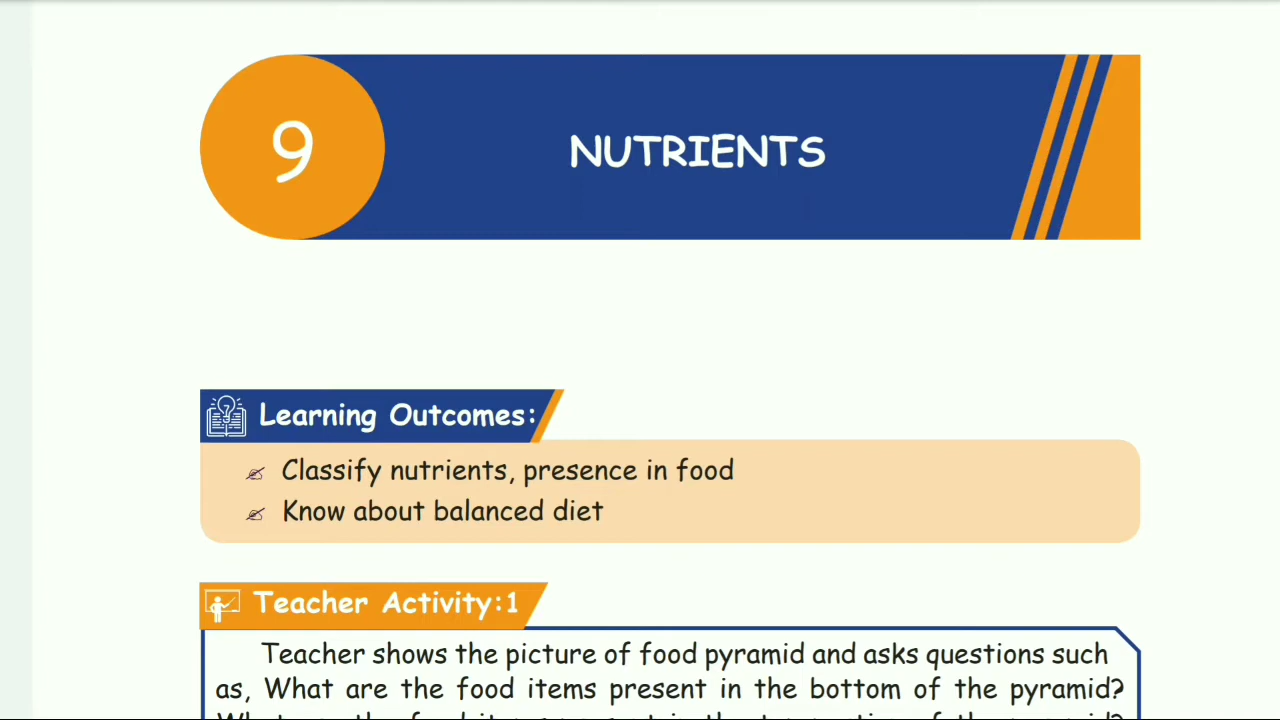 9
NUTRIENTS
Learning Outcomes:
Classify nutrients, presence in food
Know about balanced diet
Teacher Activity:1
Teacher shows the picture of food pyramid and asks questions such
as, What are the food items present in the bottom of the pyramid?